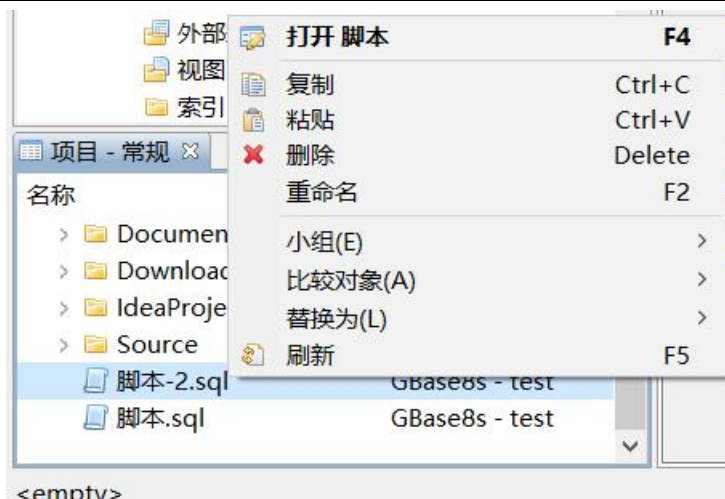 外部
视图
索引
打开 脚本 F4
复制 Ctrl+C
粘贴 Ctrl+V
删除 Delete
重命名 F2
小组(E)
比较对象(A)
替换为(L)
刷新 F5
项目 - 常规
名称
Documen
Download
IdeaProje
Source
脚本-2.sql GBase8s - test
脚本.sql GBase8s - test
<empty>